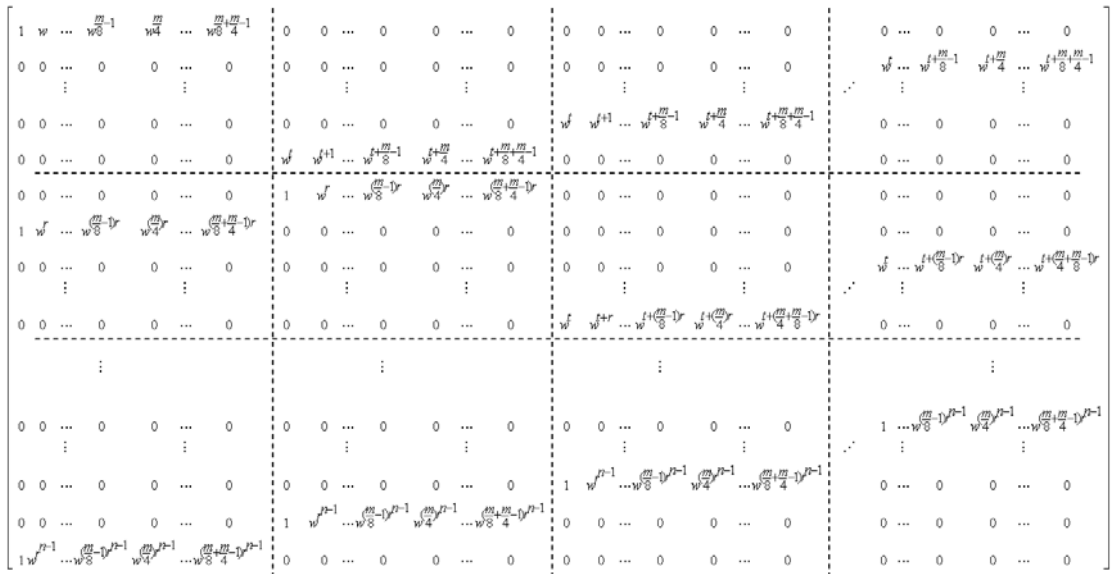 1 w ... w^{m/8-1} w^{m/4} ... w^{m/8+m/4-1} 0 0 ... 0 0 ... 0 0 0 ... 0 0 ... 0 0 ... 0 0 ... 0
0 0 ... 0 0 ... 0 0 0 ... 0 0 ... 0 0 0 ... 0 0 ... 0 w^t ... w^{t+m/8-1} w^{t+m/4} ... w^{t+m/8+m/4-1}
⋮ ⋮ ⋮ ⋮ ⋮ ⋮ ⋰ ⋮ ⋮
0 0 ... 0 0 ... 0 0 0 ... 0 0 ... 0 w^t w^{t+1} ... w^{t+m/8-1} w^{t+m/4} ... w^{t+m/8+m/4-1} 0 ... 0 0 ... 0
0 0 ... 0 0 ... 0 w^t w^{t+1} ... w^{t+m/8-1} w^{t+m/4} ... w^{t+m/8+m/4-1} 0 0 ... 0 0 ... 0 0 ... 0 0 ... 0
0 0 ... 0 0 ... 0 1 w^r ... w^{(m/8-1)r} w^{(m/4)r} ... w^{(m/8+m/4-1)r} 0 0 ... 0 0 ... 0 0 ... 0 0 ... 0
1 w^r ... w^{(m/8-1)r} w^{(m/4)r} ... w^{(m/8+m/4-1)r} 0 0 ... 0 0 ... 0 0 0 ... 0 0 ... 0 0 ... 0 0 ... 0
0 0 ... 0 0 ... 0 0 0 ... 0 0 ... 0 0 0 ... 0 0 ... 0 w^t ... w^{t+(m/8-1)r} w^{t+(m/4)r} ... w^{t+(m/4+m/8-1)r}
⋮ ⋮ ⋮ ⋮ ⋮ ⋮ ⋰ ⋮ ⋮
0 0 ... 0 0 ... 0 0 0 ... 0 0 ... 0 w^t w^{t+r} ... w^{t+(m/8-1)r} w^{t+(m/4)r} ... w^{t+(m/4+m/8-1)r} 0 ... 0 0 ... 0
⋮ ⋮ ⋮ ⋮
0 0 ... 0 0 ... 0 0 0 ... 0 0 ... 0 0 0 ... 0 0 ... 0 1 ... w^{(m/8-1)r^{n-1}} w^{(m/4)r^{n-1}} ... w^{(m/8+m/4-1)r^{n-1}}
⋮ ⋮ ⋮ ⋮ ⋮ ⋮ ⋰ ⋮ ⋮
0 0 ... 0 0 ... 0 0 0 ... 0 0 ... 0 1 w^{r^{n-1}} ... w^{(m/8-1)r^{n-1}} w^{(m/4)r^{n-1}} ... w^{(m/8+m/4-1)r^{n-1}} 0 ... 0 0 ... 0
0 0 ... 0 0 ... 0 1 w^{r^{n-1}} ... w^{(m/8-1)r^{n-1}} w^{(m/4)r^{n-1}} ... w^{(m/8+m/4-1)r^{n-1}} 0 0 ... 0 0 ... 0 0 ... 0 0 ... 0
1 w^{r^{n-1}} ... w^{(m/8-1)r^{n-1}} w^{(m/4)r^{n-1}} ... w^{(m/8+m/4-1)r^{n-1}} 0 0 ... 0 0 ... 0 0 0 ... 0 0 ... 0 0 ... 0 0 ... 0